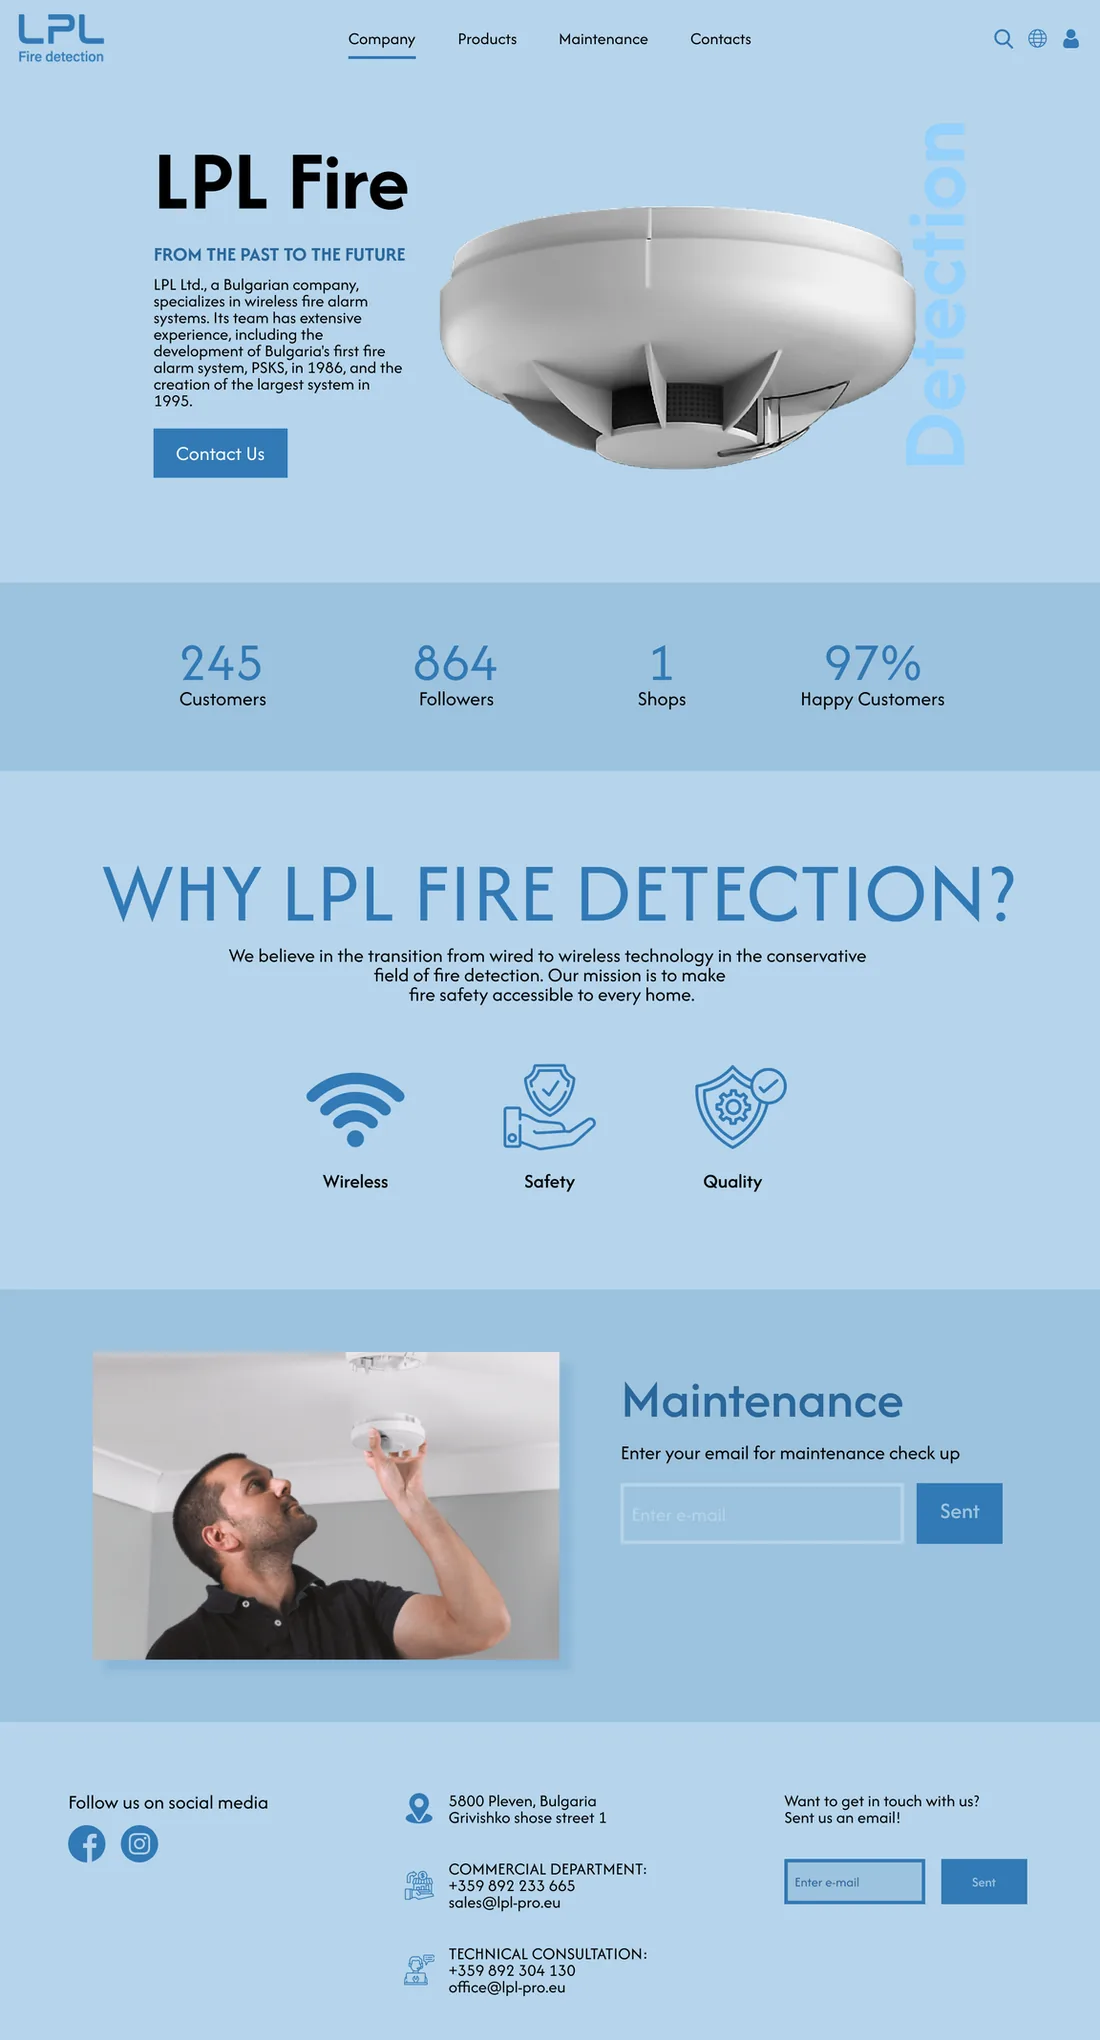 LPL
Fire detection
Company
Products
Maintenance
Contacts
LPL Fire
Detection
FROM THE PAST TO THE FUTURE
LPL Ltd., a Bulgarian company,
specializes in wireless fire alarm
systems. Its team has extensive
experience, including the
development of Bulgaria's first fire
alarm system, PSKS, in 1986, and the
creation of the largest system in
1995.
Contact Us
245
Customers
864
Followers
1
Shops
97%
Happy Customers
WHY LPL FIRE DETECTION?
We believe in the transition from wired to wireless technology in the conservative
field of fire detection. Our mission is to make
fire safety accessible to every home.
Wireless
Safety
Quality
Maintenance
Enter your email for maintenance check up
Enter e-mail
Sent
Follow us on social media
5800 Pleven, Bulgaria
Grivishko shose street 1
COMMERCIAL DEPARTMENT:
+359 892 233 665
sales@lpl-pro.eu
TECHNICAL CONSULTATION:
+359 892 304 130
office@lpl-pro.eu
Want to get in touch with us?
Sent us an email!
Enter e-mail
Sent